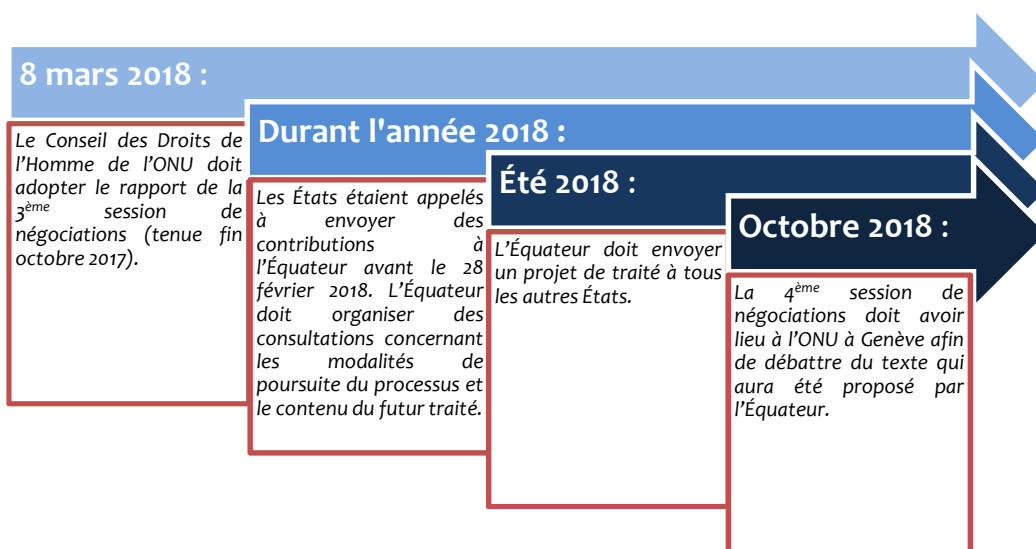 8 mars 2018 :
Le Conseil des Droits de
l’Homme de l’ONU doit
adopter le rapport de la
3ème session de
négociations (tenue fin
octobre 2017).
Durant l'année 2018 :
Les États étaient appelés
à envoyer des
contributions à
l’Équateur avant le 28
février 2018. L’Équateur
doit organiser des
consultations concernant
les modalités de
poursuite du processus et
le contenu du futur traité.
Été 2018 :
L’Équateur doit envoyer
un projet de traité à tous
les autres États.
Octobre 2018 :
La 4ème session de
négociations doit avoir
lieu à l’ONU à Genève afin
de débattre du texte qui
aura été proposé par
l’Équateur.